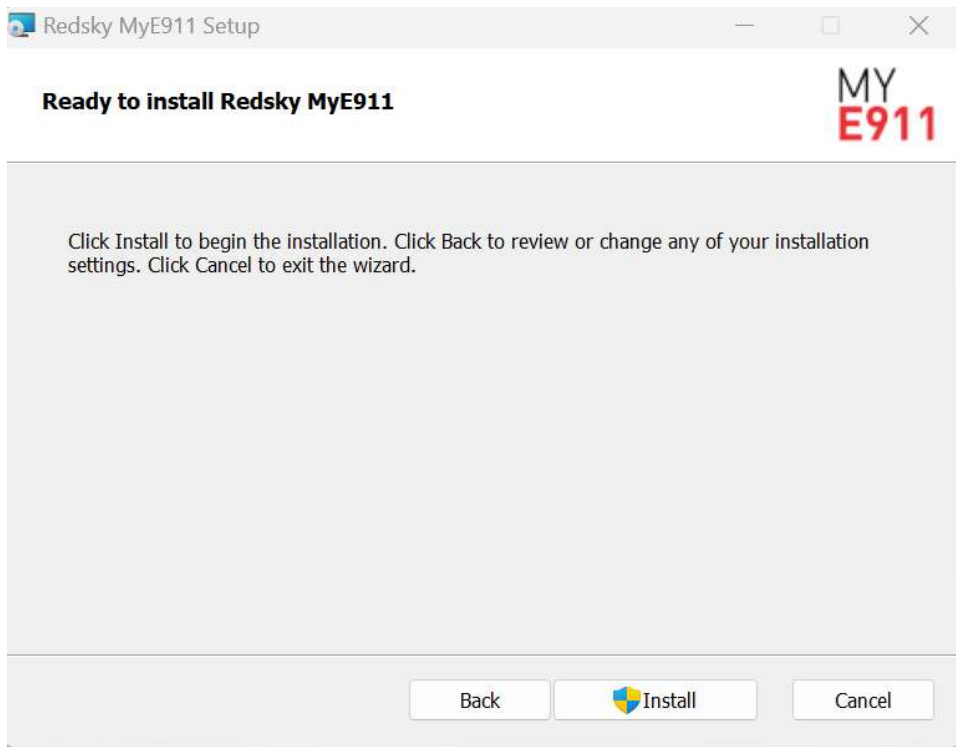 Redsky MyE911 Setup
Ready to install Redsky MyE911
MY
E911
Click Install to begin the installation. Click Back to review or change any of your installation
settings. Click Cancel to exit the wizard.
Back
Install
Cancel